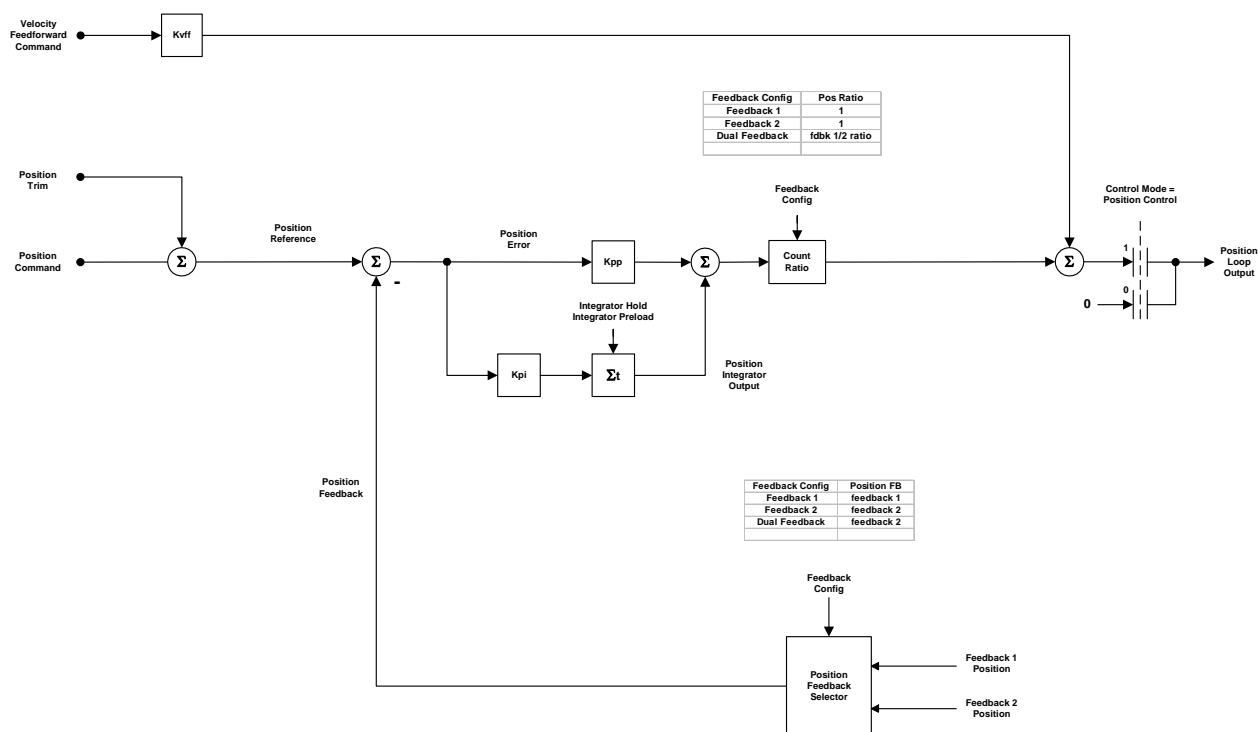 Velocity
Feedforward
Command
Kvff
Feedback Config Pos Ratio
Feedback 1 1
Feedback 2 1
Dual Feedback fdbk 1/2 ratio
Position
Trim
Feedback
Config
Control Mode =
Position Control
Position
Command
Σ
Position
Reference
Σ
-
Position
Error
Kpp
Σ
Count
Ratio
Σ
1
0
0
Position
Loop
Output
Integrator Hold
Integrator Preload
Kpi
Σt
Position
Integrator
Output
Position
Feedback
Feedback Config Position FB
Feedback 1 feedback 1
Feedback 2 feedback 2
Dual Feedback feedback 2
Feedback
Config
Position
Feedback
Selector
Feedback 1
Position
Feedback 2
Position